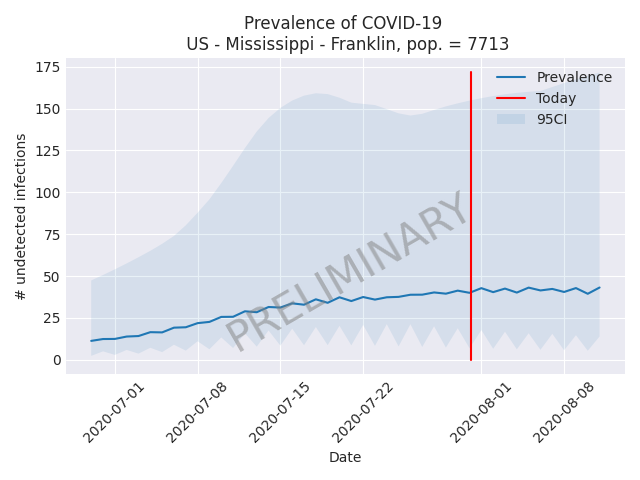 Prevalence of COVID-19
US - Mississippi - Franklin, pop. = 7713
175
150
125
100
75
50
25
0
# undetected infections
Prevalence
Today
95CI
PRELIMINARY
2020-07-01
2020-07-08
2020-07-15
2020-07-22
2020-08-01
2020-08-08
Date